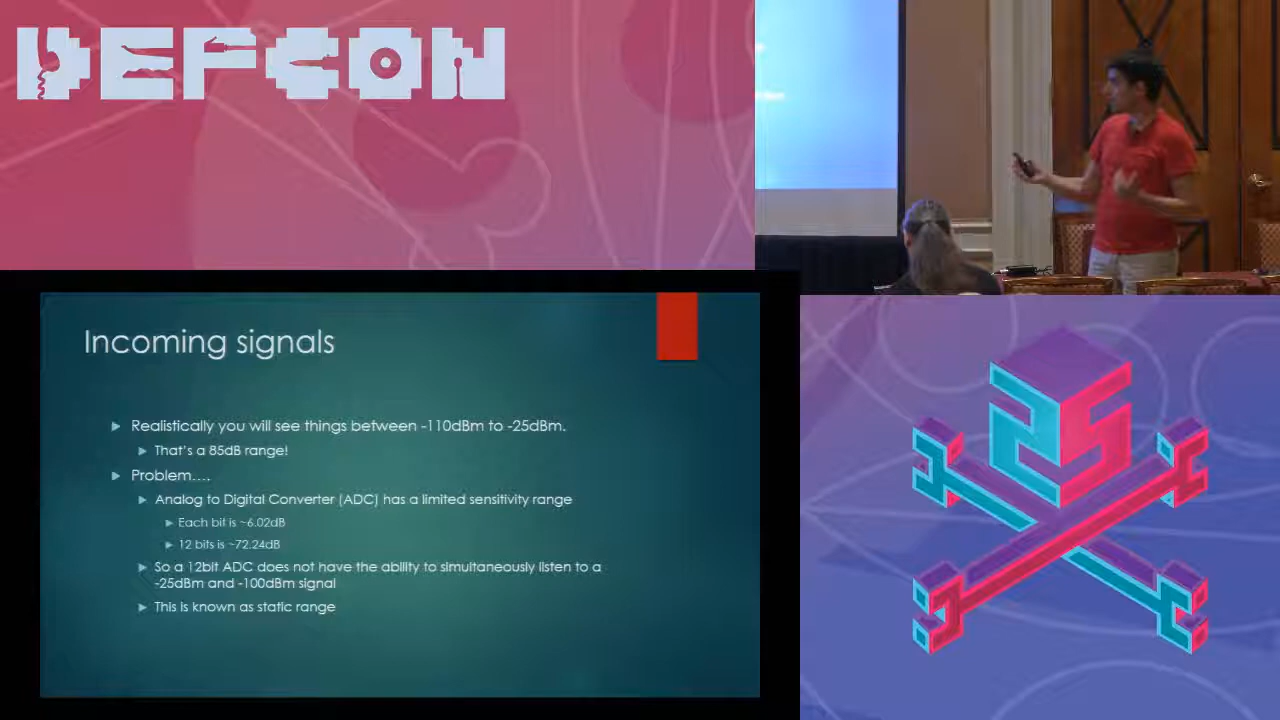 DEFCON
Incoming signals
Realistically you will see things between -110dBm to -25dBm.
That's a 85dB range!
Problem....
Analog to Digital Converter (ADC) has a limited sensitivity range
Each bit is ~6.02dB
12 bits is ~72.24dB
So a 12bit ADC does not have the ability to simultaneously listen to a
-25dBm and -100dBm signal
This is known as static range
25